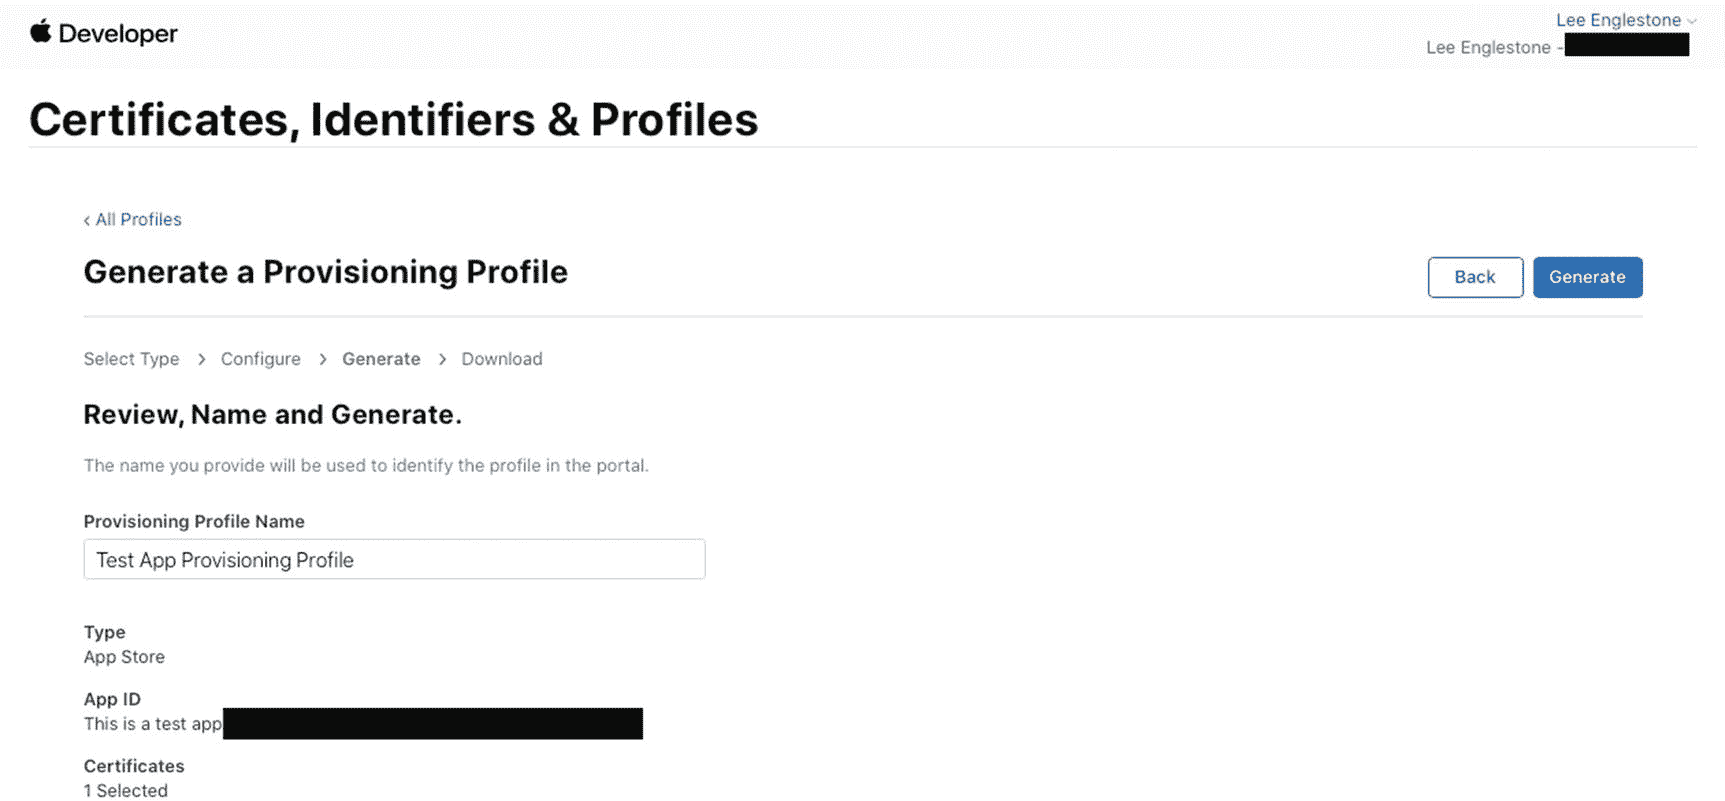 Developer
Lee Englestone
Lee Englestone -
Certificates, Identifiers & Profiles
‹ All Profiles
Generate a Provisioning Profile
Back
Generate
Select Type > Configure > Generate > Download
Review, Name and Generate.
The name you provide will be used to identify the profile in the portal.
Provisioning Profile Name
Test App Provisioning Profile
Type
App Store
App ID
This is a test app
Certificates
1 Selected